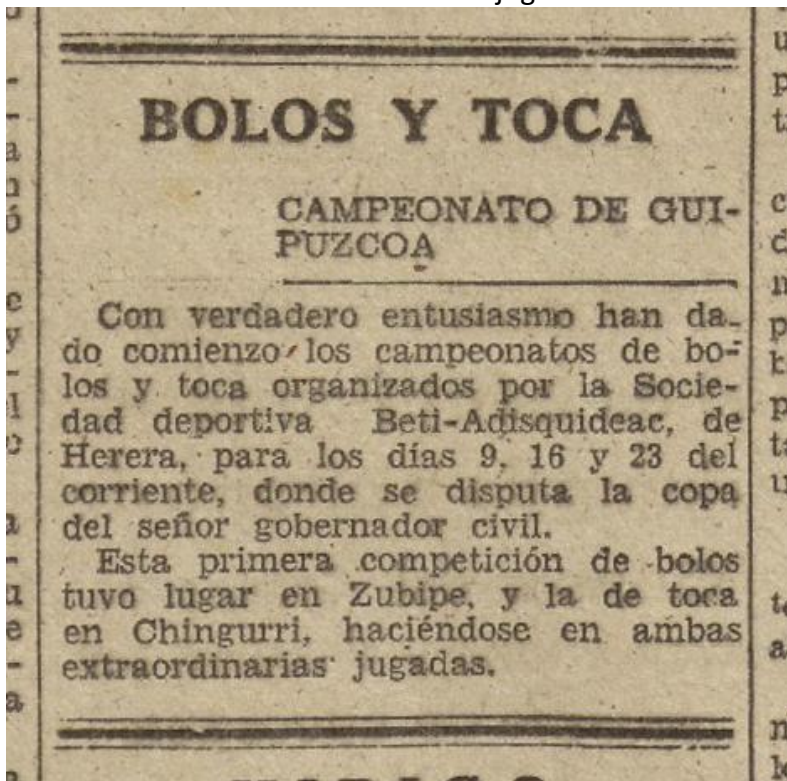 BOLOS Y TOCA
CAMPEONATO DE GUI-
PUZCOA
Con verdadero entusiasmo han da-
do comienzo los campeonatos de bo-
los y toca organizados por la Socie-
dad deportiva Beti-Adisquideac, de
Herera, para los días 9, 16 y 23 del
corriente, donde se disputa la copa
del señor gobernador civil.
Esta primera competición de bolos
tuvo lugar en Zubipe, y la de toca
en Chingurri, haciéndose en ambas
extraordinarias jugadas.